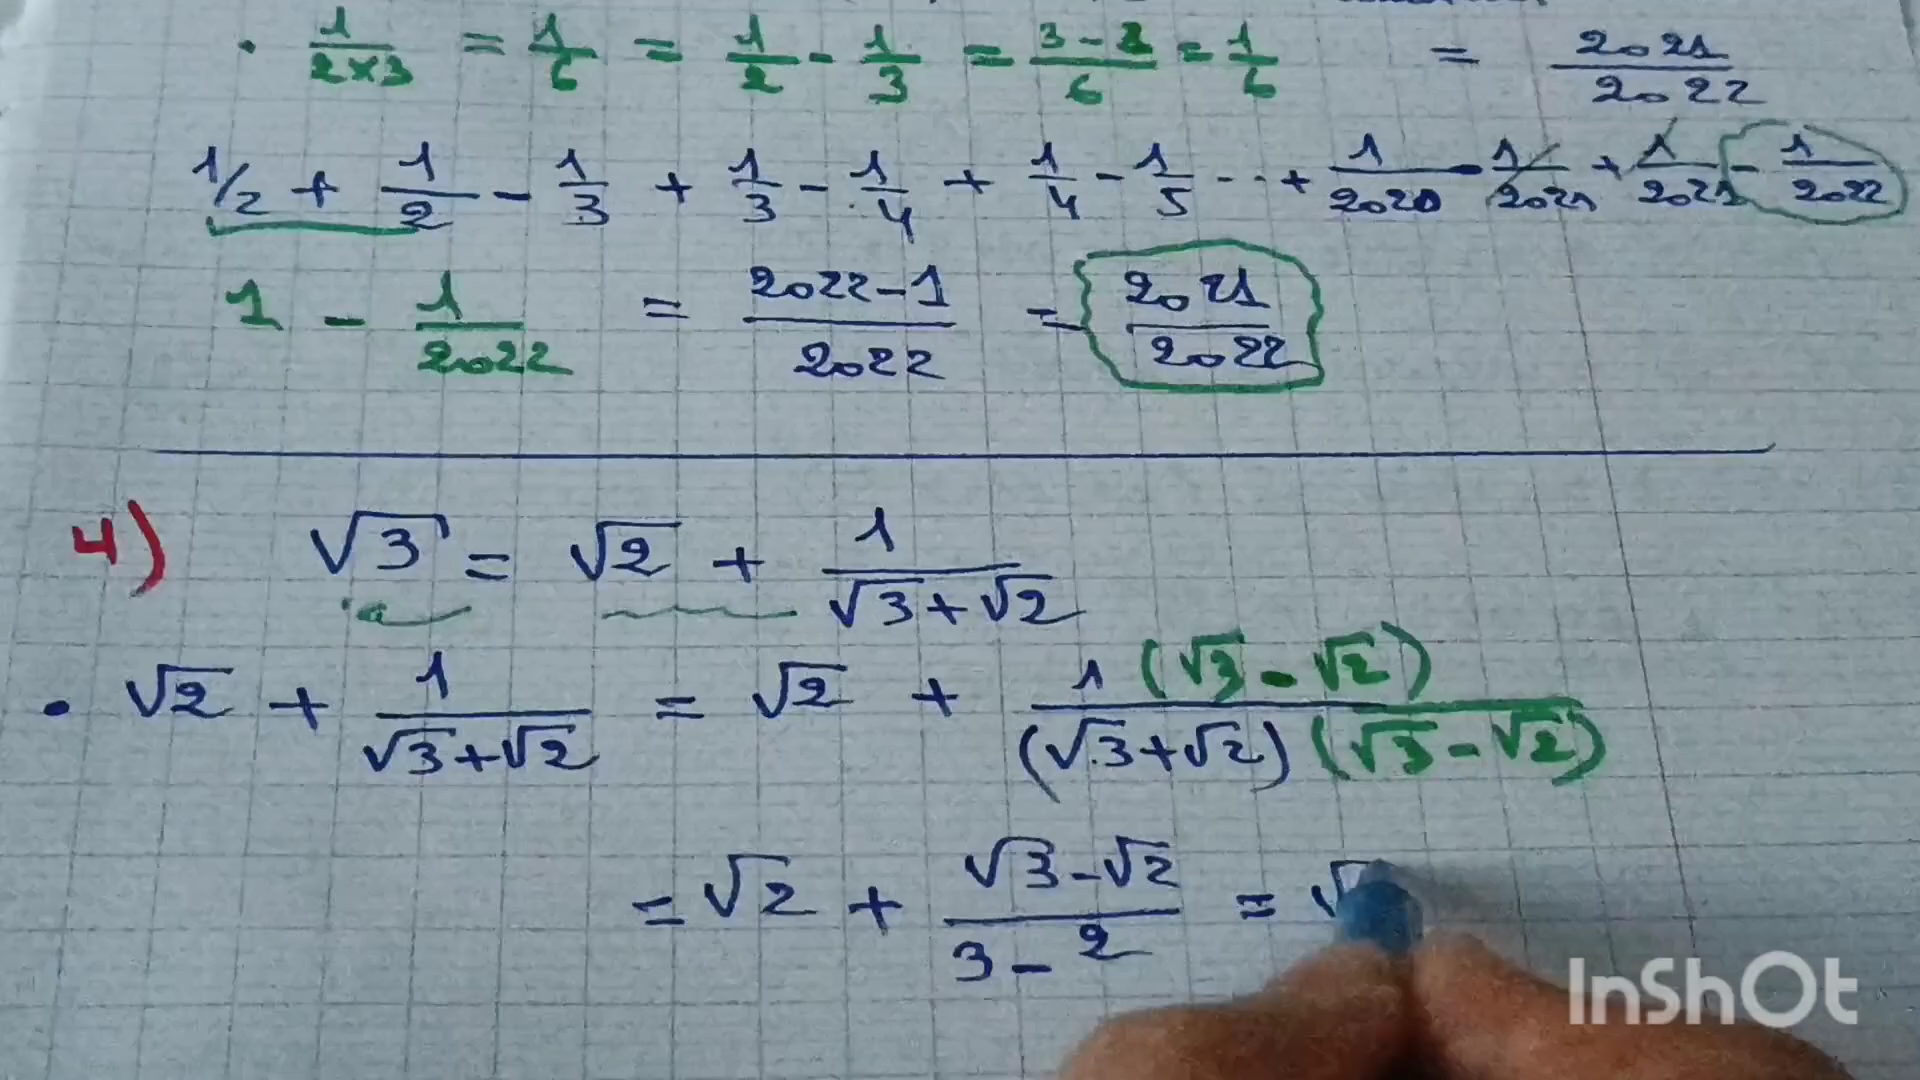 . 1/(2×3) = 1/6 = 1/2 - 1/3 = (3-2)/6 = 1/6 = 2021/2022
1/2 + 1/2 - 1/3 + 1/3 - 1/4 + 1/4 - 1/5 ... + 1/2020 - 1/2021 + 1/2021 - 1/2022
1 - 1/2022 = (2022-1)/2022 = 2021/2022
4) √3 = √2 + 1/(√3+√2)
. √2 + 1/(√3+√2) = √2 + 1(√3-√2)/(√3+√2)(√3-√2)
= √2 + (√3-√2)/(3-2) = √
InShOt